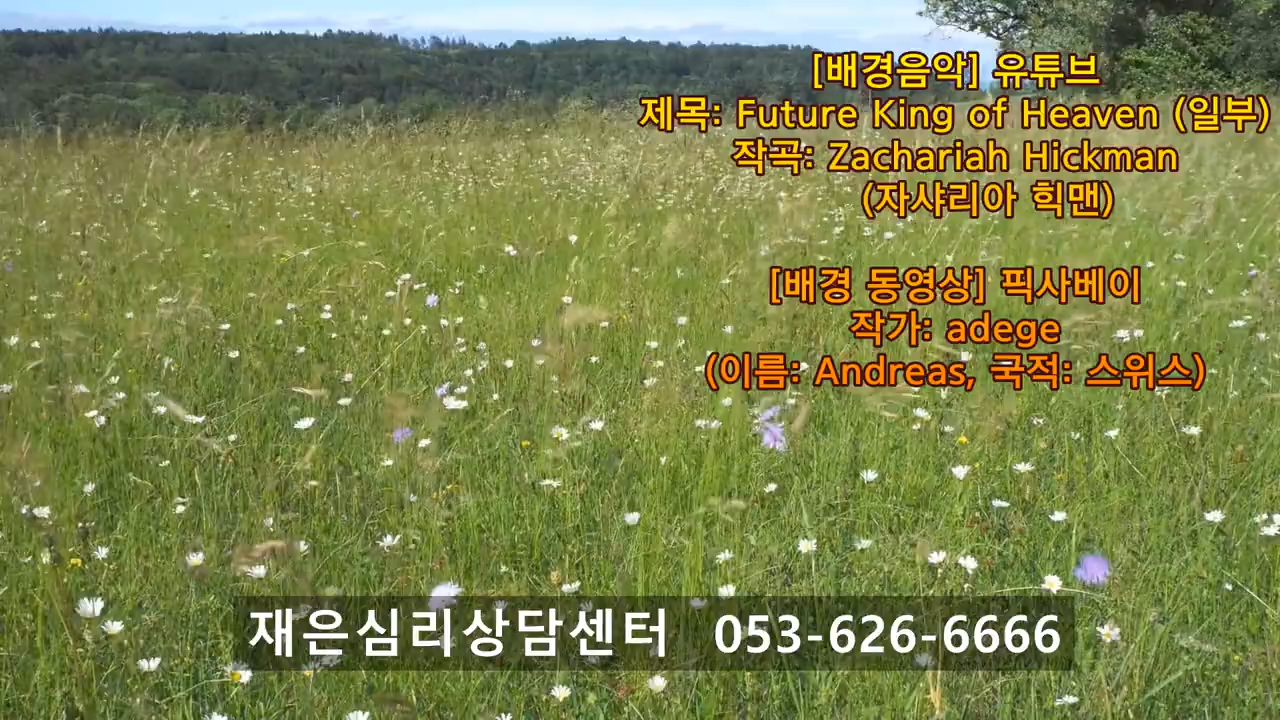 [배경음악] 유튜브
제목: Future King of Heaven (일부)
작곡: Zachariah Hickman
(자샤리아 힉맨)
[배경 동영상] 픽사베이
작가: adege
(이름: Andreas, 국적: 스위스)
재은심리상담센터 053-626-6666